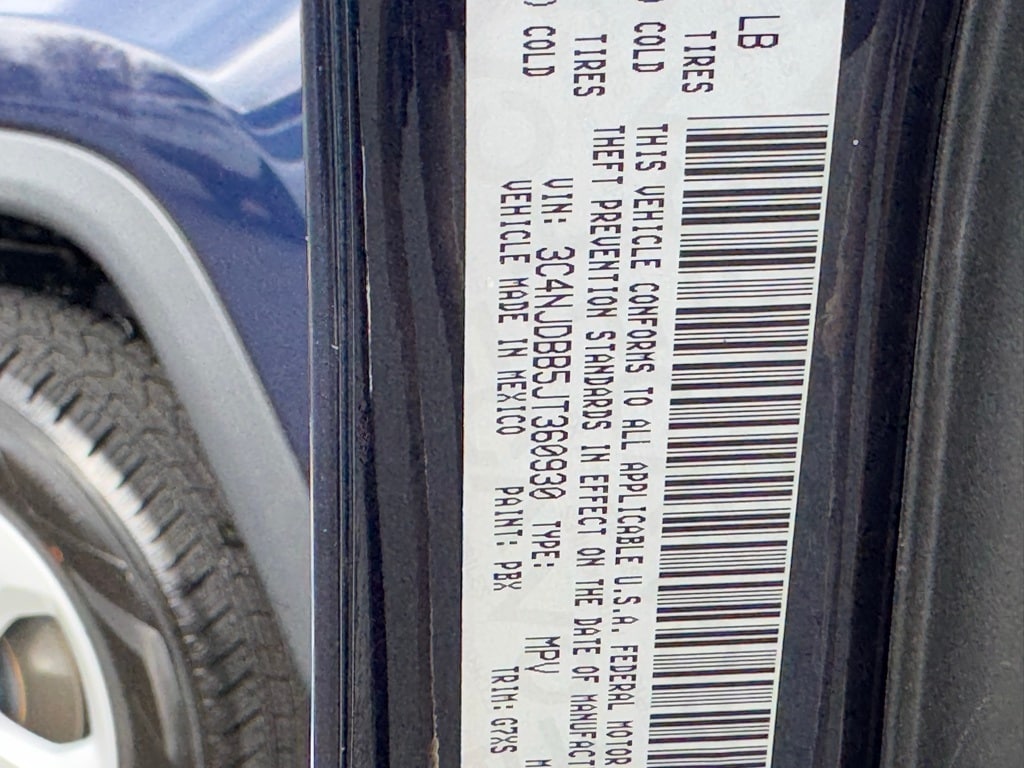 LB
TIRES
) COLD
TIRES
) COLD
THIS VEHICLE CONFORMS TO ALL APPLICABLE U.S.A. FEDERAL MOTOR
THEFT PREVENTION STANDARDS IN EFFECT ON THE DATE OF MANUFACT
VIN: 3C4NJDBB5JT360930 TYPE: MPV M
VEHICLE MADE IN MEXICO PAINT: PBX TRIM: G7XS